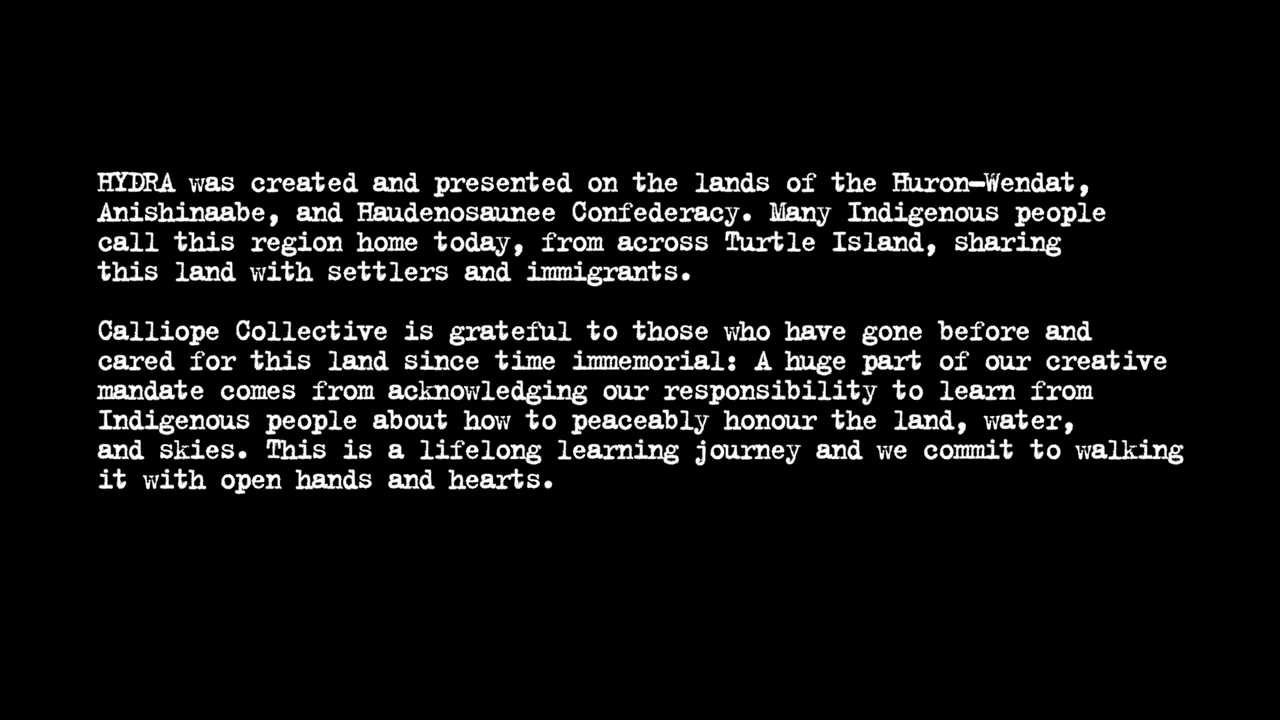 HYDRA was created and presented on the lands of the Huron-Wendat,
Anishinaabe, and Haudenosaunee Confederacy. Many Indigenous people
call this region home today, from across Turtle Island, sharing
this land with settlers and immigrants.
Calliope Collective is grateful to those who have gone before and
cared for this land since time immemorial: A huge part of our creative
mandate comes from acknowledging our responsibility to learn from
Indigenous people about how to peaceably honour the land, water,
and skies. This is a lifelong learning journey and we commit to walking
it with open hands and hearts.